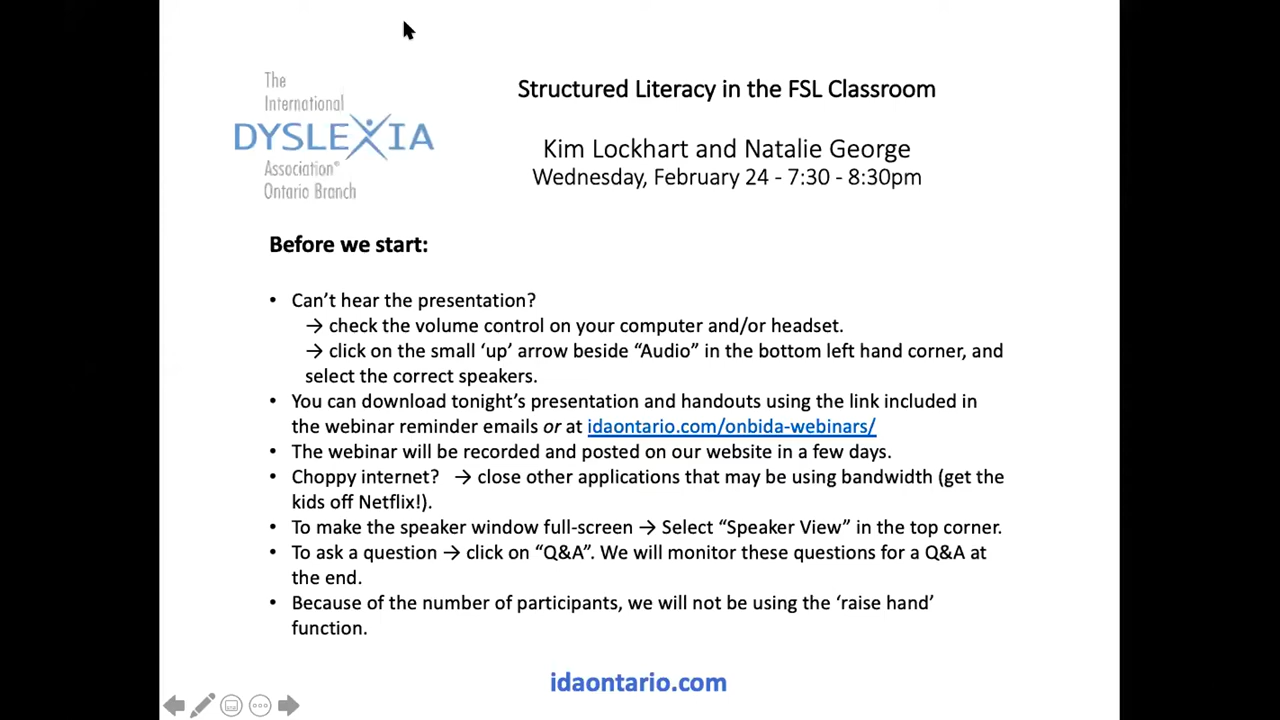 The
International
DYSLEXIA
Association®
Ontario Branch
Structured Literacy in the FSL Classroom
Kim Lockhart and Natalie George
Wednesday, February 24 - 7:30 - 8:30pm
Before we start:
• Can’t hear the presentation?
→ check the volume control on your computer and/or headset.
→ click on the small ‘up’ arrow beside “Audio” in the bottom left hand corner, and
select the correct speakers.
• You can download tonight’s presentation and handouts using the link included in
the webinar reminder emails or at idaontario.com/onbida-webinars/
• The webinar will be recorded and posted on our website in a few days.
• Choppy internet? → close other applications that may be using bandwidth (get the
kids off Netflix!).
• To make the speaker window full-screen → Select “Speaker View” in the top corner.
• To ask a question → click on “Q&A”. We will monitor these questions for a Q&A at
the end.
• Because of the number of participants, we will not be using the ‘raise hand’
function.
idaontario.com